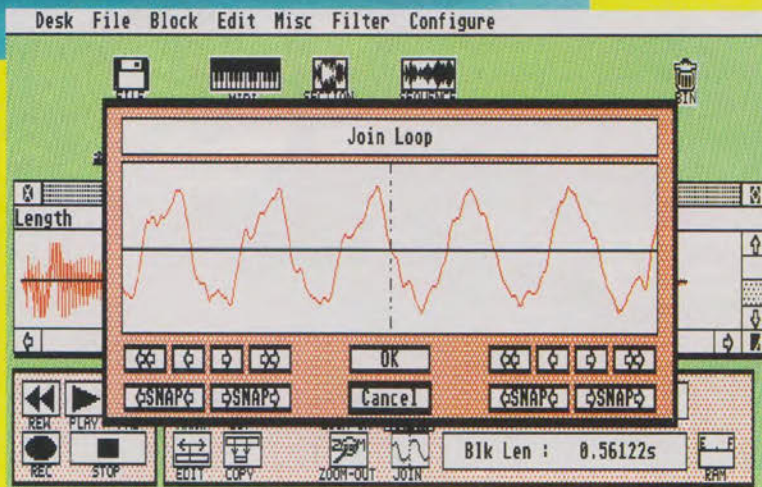 Desk File Block Edit Misc Filter Configure
BIN
Join Loop
Length
OK
SNAP SNAP Cancel SNAP SNAP
REW PLAY
REC STOP EDIT COPY ZOOM-OUT JOIN Blk Len : 0.56122s RAM